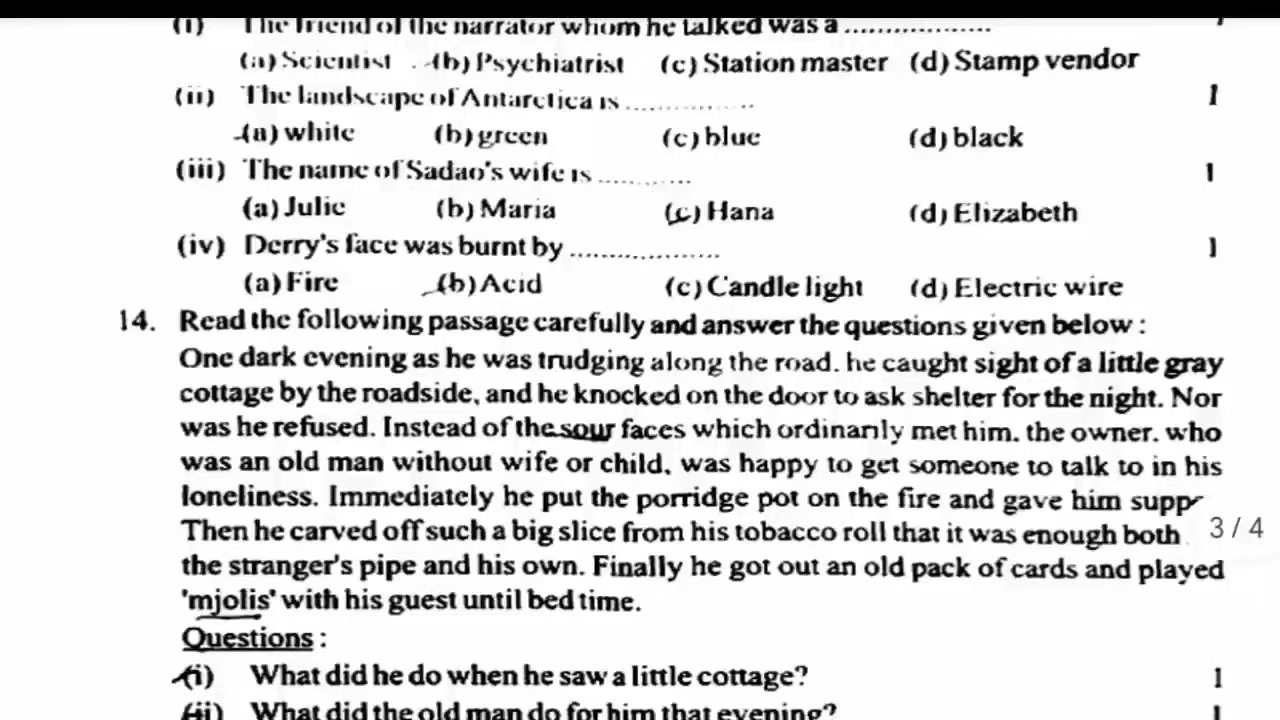 (i) The friend of the narrator whom he talked was a .................. 1
(a) Scientist (b) Psychiatrist (c) Station master (d) Stamp vendor
(ii) The landscape of Antarctica is ............... 1
(a) white (b) green (c) blue (d) black
(iii) The name of Sadao's wife is ........... 1
(a) Julie (b) Maria (c) Hana (d) Elizabeth
(iv) Derry's face was burnt by .................. 1
(a) Fire (b) Acid (c) Candle light (d) Electric wire
14. Read the following passage carefully and answer the questions given below :
One dark evening as he was trudging along the road, he caught sight of a little gray
cottage by the roadside, and he knocked on the door to ask shelter for the night. Nor
was he refused. Instead of the sour faces which ordinarily met him, the owner, who
was an old man without wife or child, was happy to get someone to talk to in his
loneliness. Immediately he put the porridge pot on the fire and gave him
Then he carved off such a big slice from his tobacco roll that it was enough both
3 / 4
the stranger's pipe and his own. Finally he got out an old pack of cards and played
'mjolis' with his guest until bed time.
Questions :
(i) What did he do when he saw a little cottage? 1
(ii) What did the old man do for him that evening? 1